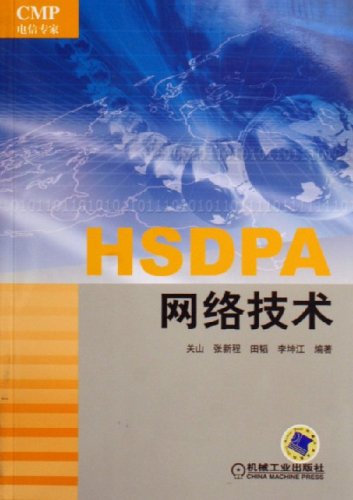 CMP
电信专家
HSDPA
网络技术
关山 张新程 田韬 李坤江 编著
机械工业出版社
CHINA MACHINE PRESS